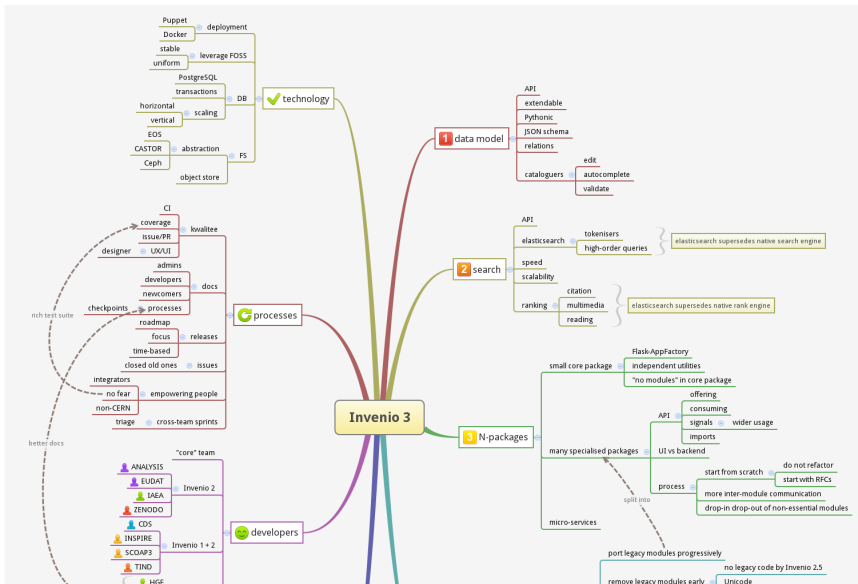 Puppet
deployment
Docker
stable
leverage FOSS
uniform
PostgreSQL
transactions
DB
horizontal
scaling
vertical
EOS
CASTOR
abstraction
Ceph
FS
object store
technology
CI
coverage
kwalitee
issue/PR
designer
UX/UI
admins
developers
docs
newcomers
checkpoints
processes
roadmap
focus
releases
time-based
closed old ones
issues
integrators
no fear
empowering people
non-CERN
triage
cross-team sprints
processes
rich test suite
better docs
Invenio 3
"core" team
ANALYSIS
EUDAT
Invenio 2
IAEA
ZENODO
CDS
INSPIRE
Invenio 1 + 2
SCOAP3
TIND
HGF
developers
1 data model
API
extendable
Pythonic
JSON schema
relations
cataloguers
edit
autocomplete
validate
2 search
API
elasticsearch
tokenisers
high-order queries
elasticsearch supersedes native search engine
speed
scalability
ranking
citation
multimedia
reading
elasticsearch supersedes native rank engine
3 N-packages
small core package
Flask-AppFactory
independent utilities
"no modules" in core package
many specialised packages
API
offering
consuming
signals
wider usage
imports
UI vs backend
process
start from scratch
do not refactor
start with RFCs
more inter-module communication
drop-in drop-out of non-essential modules
micro-services
split into
port legacy modules progressively
remove legacy modules early
no legacy code by Invenio 2.5
Unicode